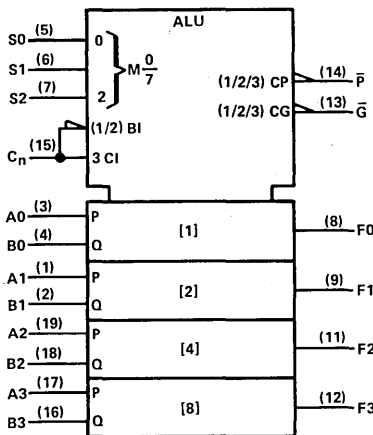 ALU
S0 (5) 0
S1 (6) M 0/7
S2 (7) 2
(1/2/3) CP (14) P̅
(1/2/3) CG (13) G̅
(1/2) BI
Cn (15) 3 CI
A0 (3) P
B0 (4) Q
[1] (8) F0
A1 (1) P
B1 (2) Q
[2] (9) F1
A2 (19) P
B2 (18) Q
[4] (11) F2
A3 (17) P
B3 (16) Q
[8] (12) F3